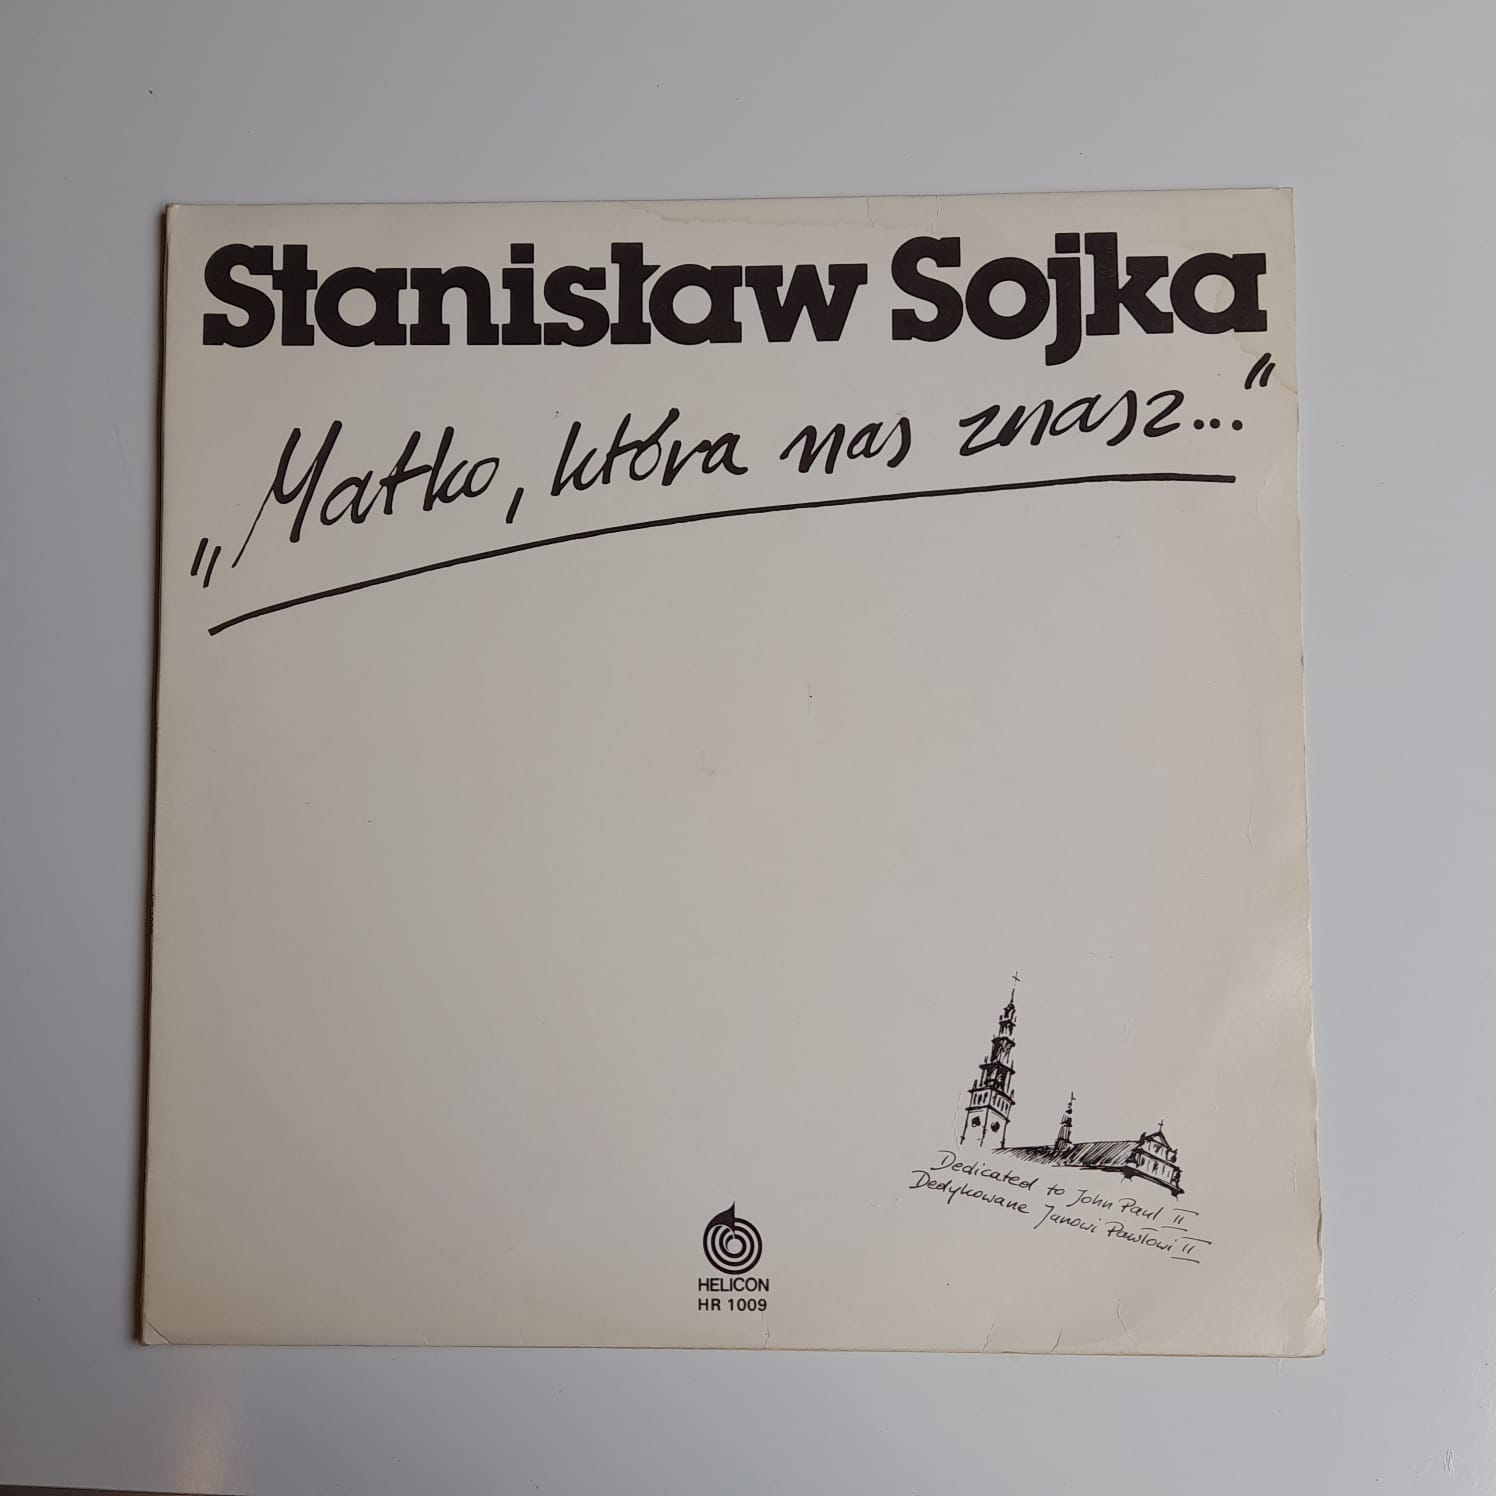 Stanisław Sojka
„Matko, która nas znasz..."
Dedicated to John Paul II
Dedykowane Janowi Pawłowi II
HELICON
HR 1009